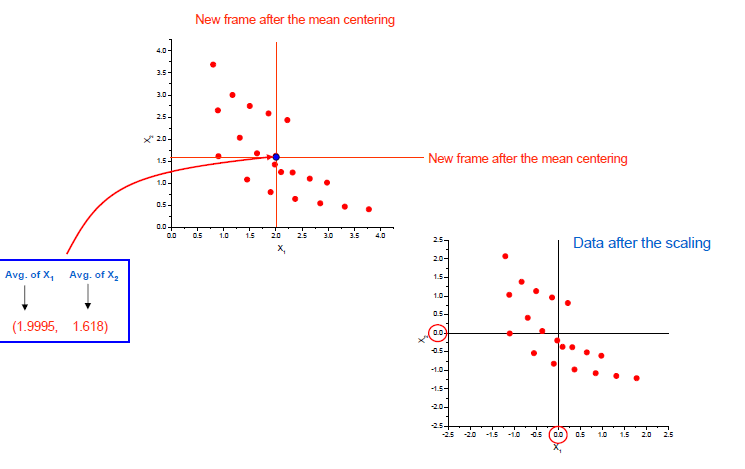 New frame after the mean centering
4.0
3.5
3.0
2.5
2.0
1.5
1.0
0.5
0.0
X2
0.0 0.5 1.0 1.5 2.0 2.5 3.0 3.5 4.0
X1
New frame after the mean centering
Avg. of X1 Avg. of X2
(1.9995, 1.618)
Data after the scaling
2.5
2.0
1.5
1.0
0.5
0.0
-0.5
-1.0
-1.5
-2.0
-2.5
X2
-2.5 -2.0 -1.5 -1.0 -0.5 0.0 0.5 1.0 1.5 2.0 2.5
X1